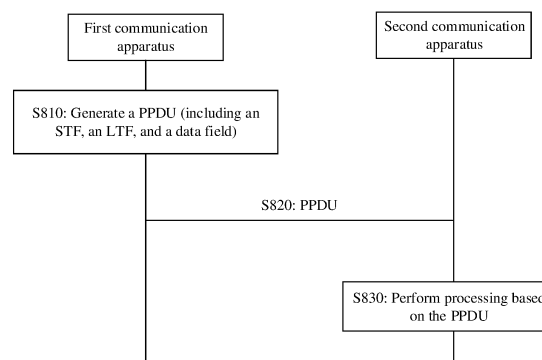 First communication
apparatus
Second communication
apparatus
S810: Generate a PPDU (including an
STF, an LTF, and a data field)
S820: PPDU
S830: Perform processing based
on the PPDU